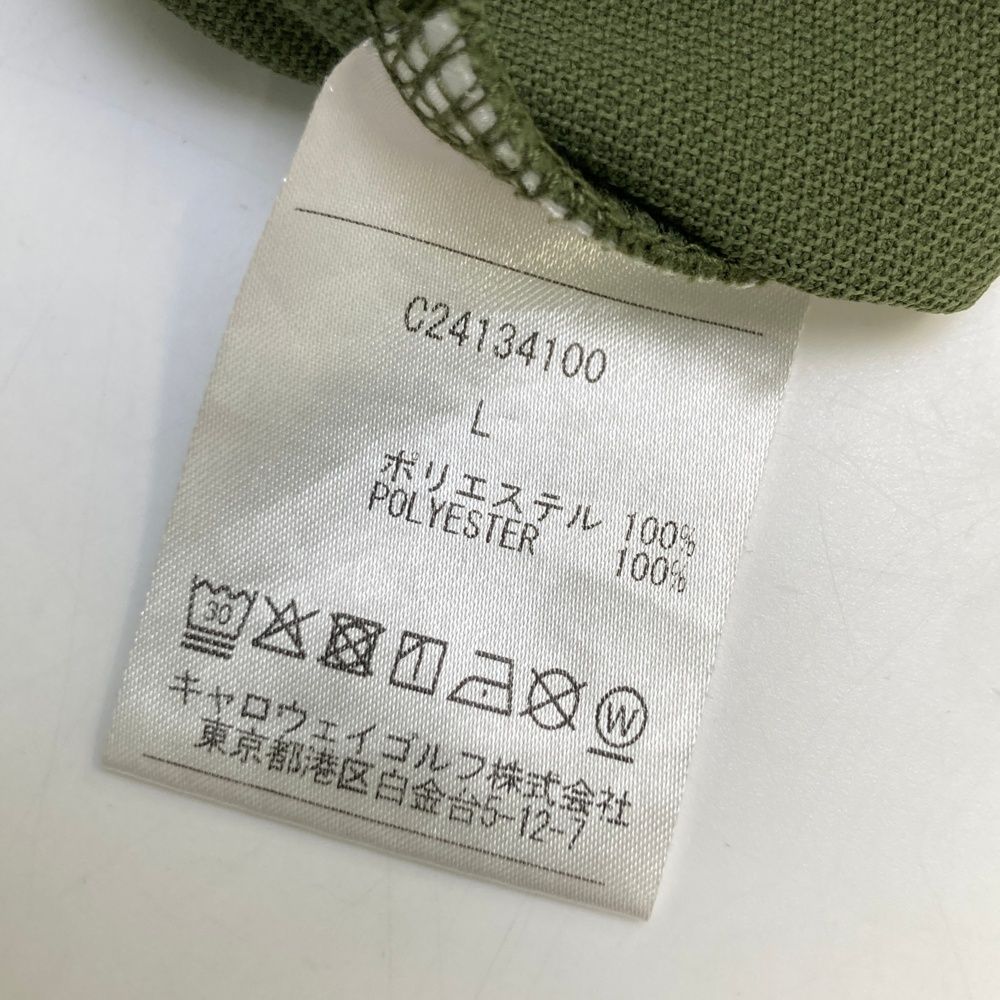 C24134100
L
ポリエステル 100%
POLYESTER 100%
30
W
キャロウェイゴルフ株式会社
東京都港区白金台5-12-7